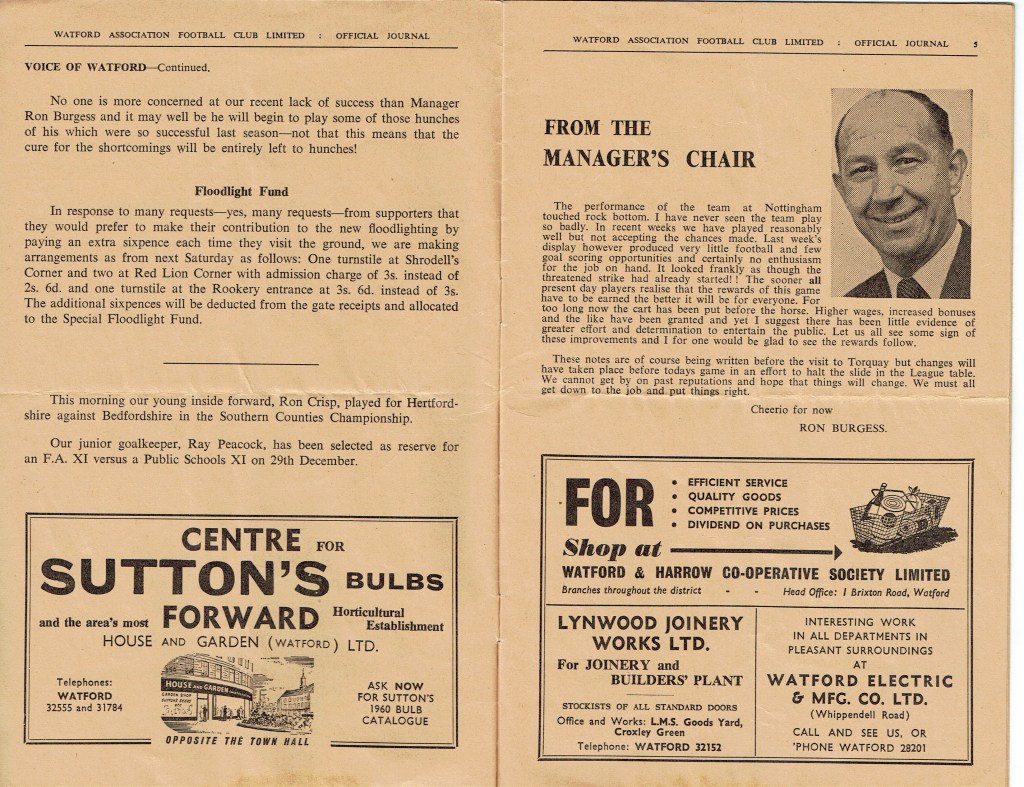 WATFORD ASSOCIATION FOOTBALL CLUB LIMITED : OFFICIAL JOURNAL
VOICE OF WATFORD—Continued.
No one is more concerned at our recent lack of success than Manager
Ron Burgess and it may well be he will begin to play some of those hunches
of his which were so successful last season—not that this means that the
cure for the shortcomings will be entirely left to hunches!
Floodlight Fund
In response to many requests—yes, many requests—from supporters that
they would prefer to make their contribution to the new floodlighting by
paying an extra sixpence each time they visit the ground, we are making
arrangements as from next Saturday as follows: One turnstile at Shrodell's
Corner and two at Red Lion Corner with admission charge of 3s. instead of
2s. 6d. and one turnstile at the Rookery entrance at 3s. 6d. instead of 3s.
The additional sixpences will be deducted from the gate receipts and allocated
to the Special Floodlight Fund.
This morning our young inside forward, Ron Crisp, played for Hertford-
shire against Bedfordshire in the Southern Counties Championship.
Our junior goalkeeper, Ray Peacock, has been selected as reserve for
an F.A. XI versus a Public Schools XI on 29th December.
CENTRE FOR
SUTTON'S BULBS
and the area's most FORWARD Horticultural
Establishment
HOUSE AND GARDEN (WATFORD) LTD.
Telephones:
WATFORD
32555 and 31784
HOUSE AND GARDEN
ASK NOW
FOR SUTTON'S
1960 BULB
CATALOGUE
OPPOSITE THE TOWN HALL
WATFORD ASSOCIATION FOOTBALL CLUB LIMITED : OFFICIAL JOURNAL 5
FROM THE
MANAGER'S CHAIR
The performance of the team at Nottingham
touched rock bottom. I have never seen the team play
so badly. In recent weeks we have played reasonably
well but not accepting the chances made. Last week's
display however produced very little football and few
goal scoring opportunities and certainly no enthusiasm
for the job on hand. It looked frankly as though the
threatened strike had already started!! The sooner all
present day players realise that the rewards of this game
have to be earned the better it will be for everyone. For
too long now the cart has been put before the horse. Higher wages, increased bonuses
and the like have been granted and yet I suggest there has been little evidence of
greater effort and determination to entertain the public. Let us all see some sign of
these improvements and I for one would be glad to see the rewards follow.
These notes are of course being written before the visit to Torquay but changes will
have taken place before todays game in an effort to halt the slide in the League table.
We cannot get by on past reputations and hope that things will change. We must all
get down to the job and put things right.
Cheerio for now
RON BURGESS.
FOR
• EFFICIENT SERVICE
• QUALITY GOODS
• COMPETITIVE PRICES
• DIVIDEND ON PURCHASES
Shop at
WATFORD & HARROW CO-OPERATIVE SOCIETY LIMITED
Branches throughout the district - - Head Office: 1 Brixton Road, Watford
LYNWOOD JOINERY
WORKS LTD.
For JOINERY and
BUILDERS' PLANT
STOCKISTS OF ALL STANDARD DOORS
Office and Works: L.M.S. Goods Yard,
Croxley Green
Telephone: WATFORD 32152
INTERESTING WORK
IN ALL DEPARTMENTS IN
PLEASANT SURROUNDINGS
AT
WATFORD ELECTRIC
& MFG. CO. LTD.
(Whippendell Road)
CALL AND SEE US, OR
'PHONE WATFORD 28201